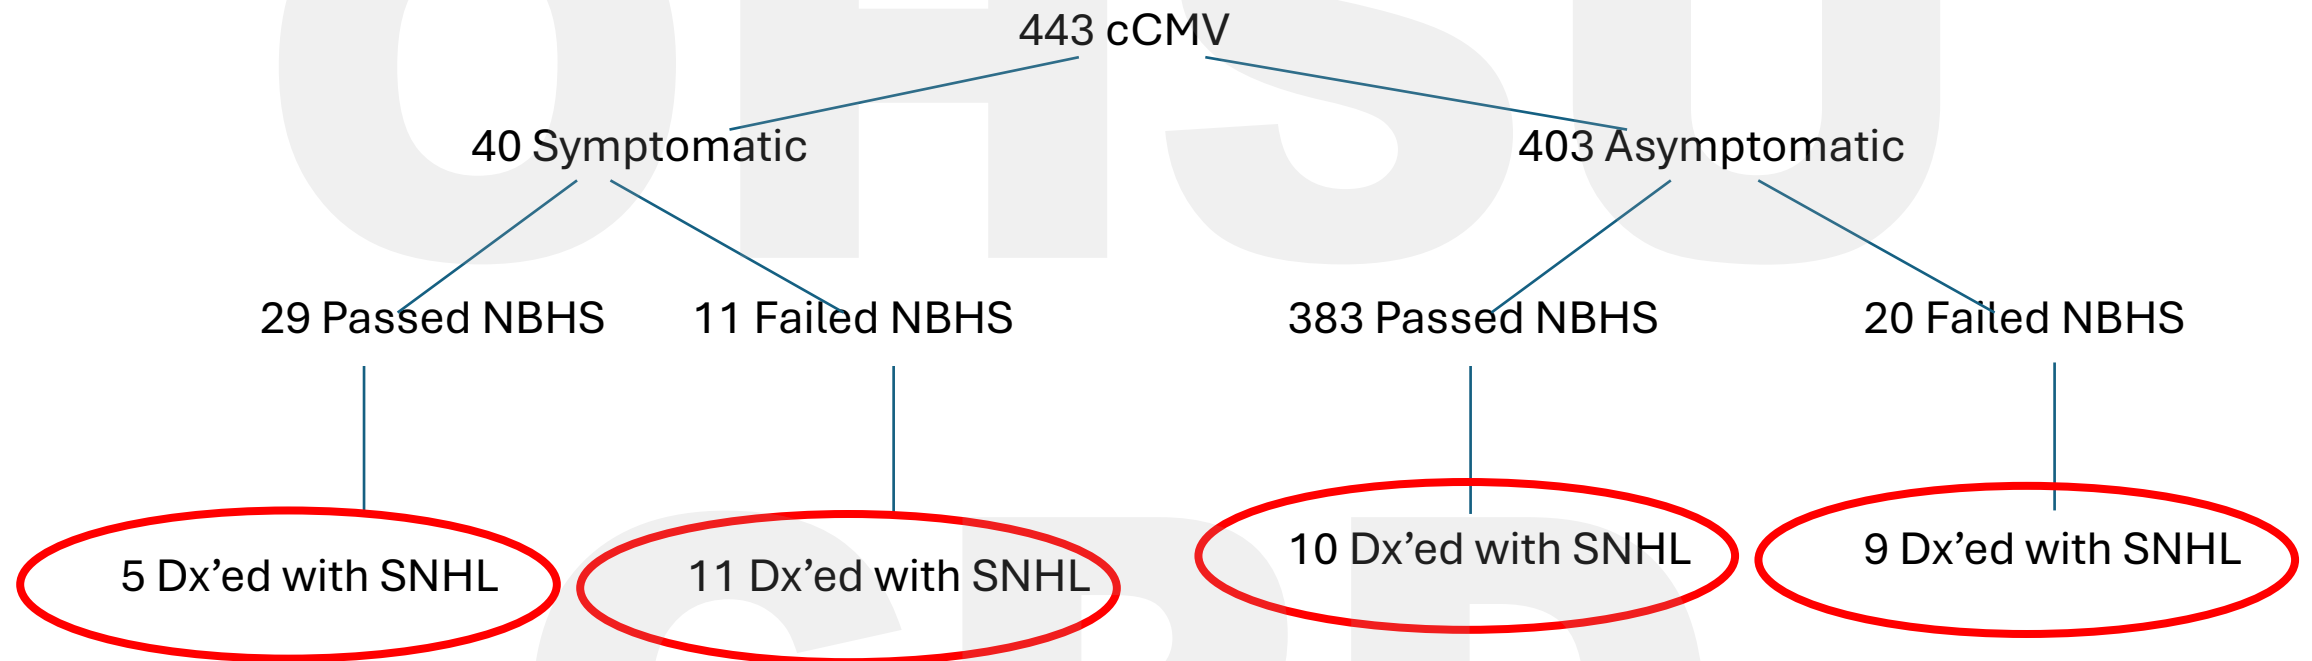 443 cCMV
40 Symptomatic
403 Asymptomatic
29 Passed NBHS
11 Failed NBHS
383 Passed NBHS
20 Failed NBHS
5 Dx’ed with SNHL
11 Dx’ed with SNHL
10 Dx’ed with SNHL
9 Dx’ed with SNHL
OHSU
CPD